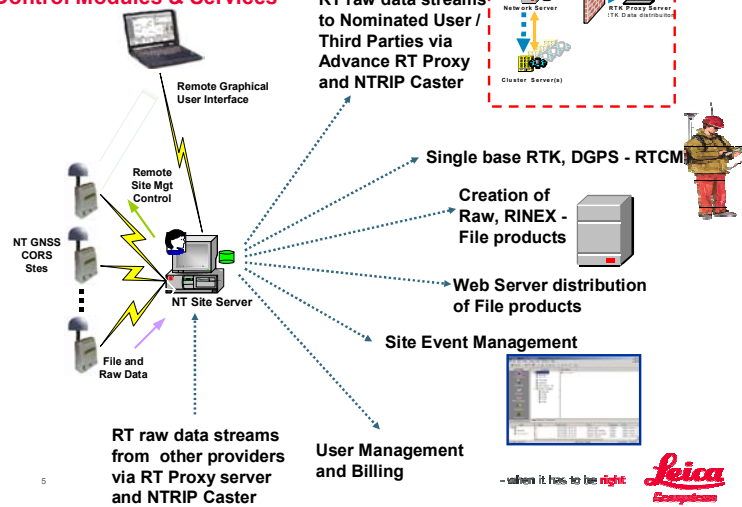 Control Modules & Services
RT raw data streams
to Nominated User /
Third Parties via
Advance RT Proxy
and NTRIP Caster
Network Server
RTK Proxy Server
Cluster Server(s)
Remote Graphical
User Interface
Single base RTK, DGPS - RTCM
Remote
Site Mgt
Control
Creation of
Raw, RINEX -
File products
NT GNSS
CORS
Stes
NT Site Server
Web Server distribution
of File products
Site Event Management
File and
Raw Data
RT raw data streams
from other providers
via RT Proxy server
and NTRIP Caster
User Management
and Billing
5
- when it has to be right
Leica
Geosystems